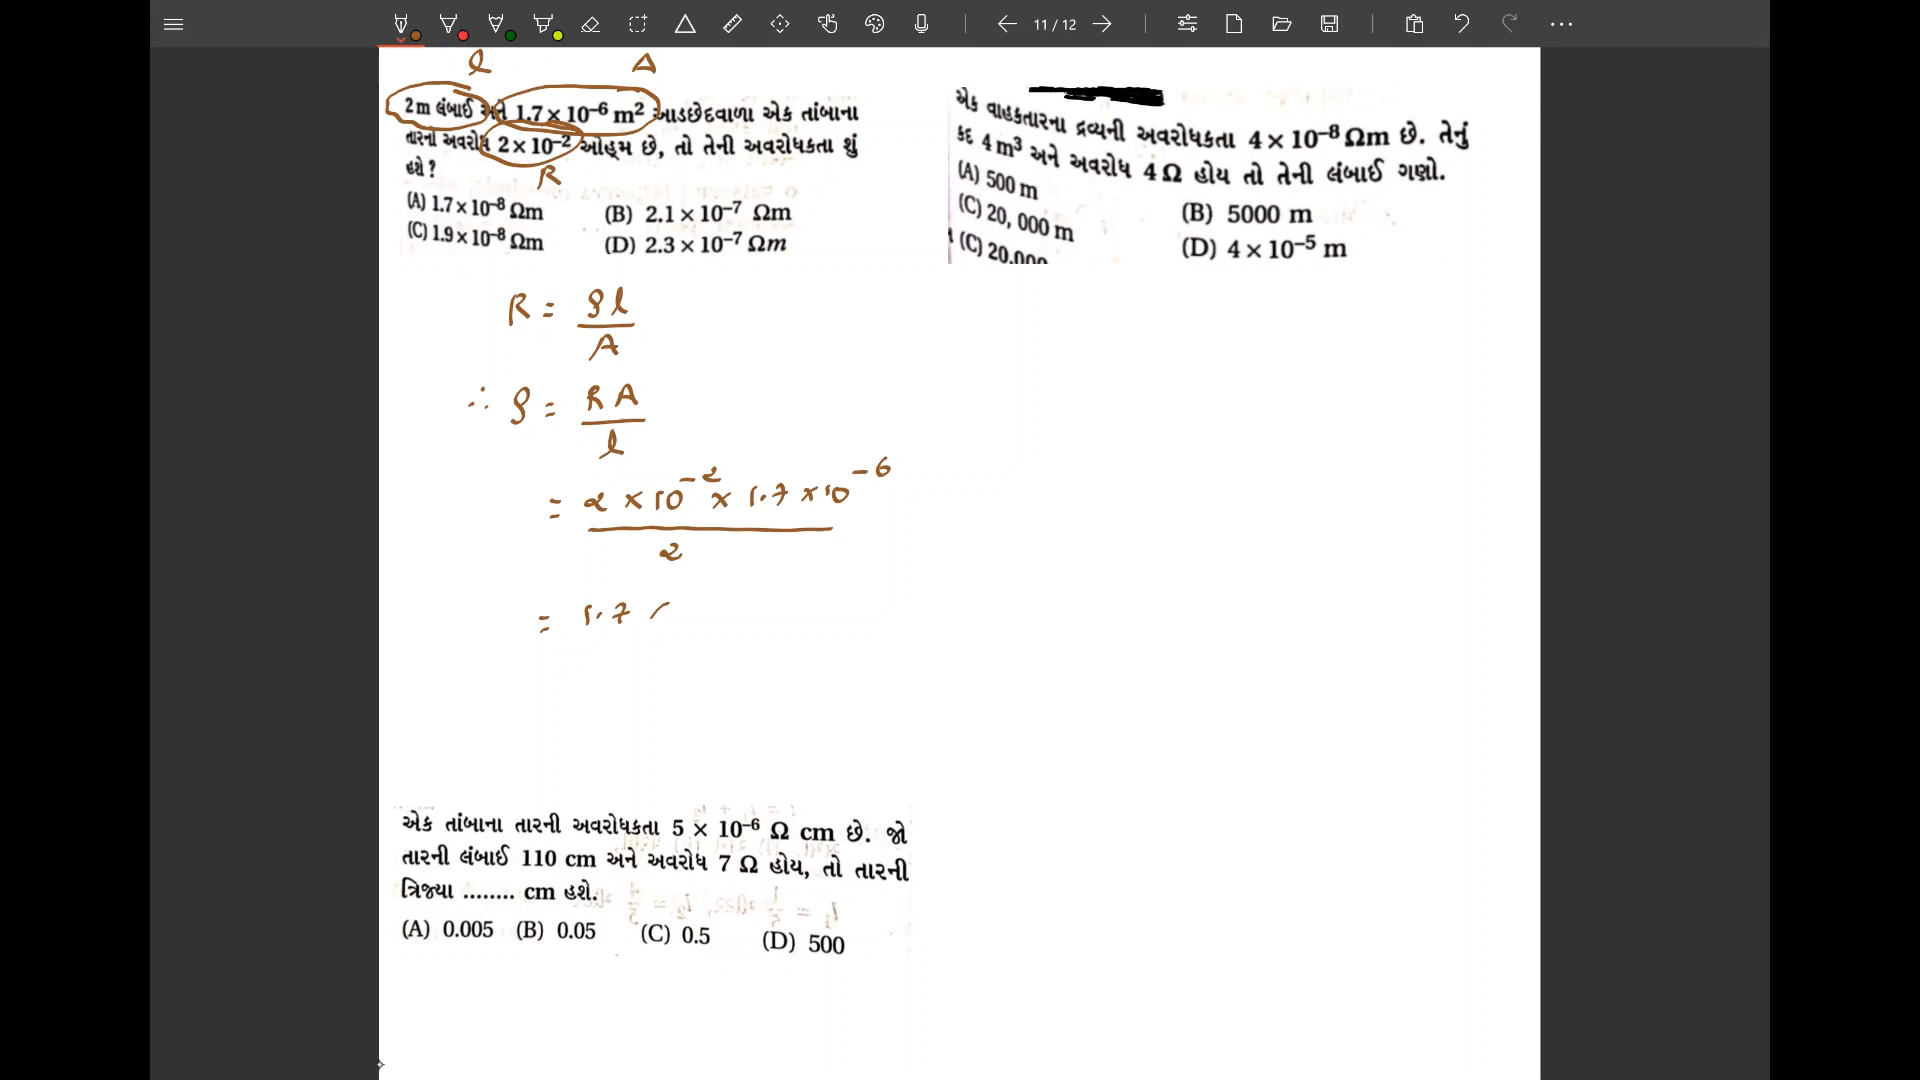 11 / 12
l A
2m લંબાઈ અને 1.7 × 10⁻⁶ m² આડછેદવાળા એક તાંબાના
તારનો અવરોધ 2 × 10⁻² ઓહ્મ છે, તો તેની અવરોધકતા શું
હશે ?
R
(A) 1.7 × 10⁻⁸ Ωm (B) 2.1 × 10⁻⁷ Ωm
(C) 1.9 × 10⁻⁸ Ωm (D) 2.3 × 10⁻⁷ Ωm
R = ρl / A
∴ ρ = R A / l
= 2 × 10⁻² × 1.7 × 10⁻⁶ / 2
= 1.7
એક તાંબાના તારની અવરોધકતા 5 × 10⁻⁶ Ω cm છે. જો
તારની લંબાઈ 110 cm અને અવરોધ 7 Ω હોય, તો તારની
ત્રિજ્યા ........ cm હશે.
(A) 0.005 (B) 0.05 (C) 0.5 (D) 500
એક વાહકતારના દ્રવ્યની અવરોધકતા 4 × 10⁻⁸ Ωm છે. તેનું
કદ 4 m³ અને અવરોધ 4 Ω હોય તો તેની લંબાઈ ગણો.
(A) 500 m (B) 5000 m
(C) 20, 000 m (D) 4 × 10⁻⁵ m
(C) 20,000